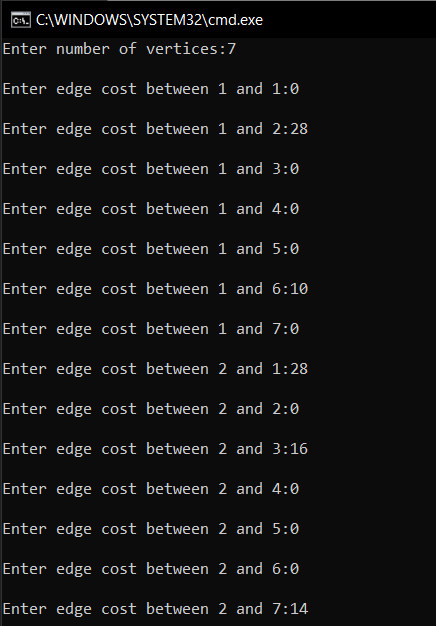 C:\WINDOWS\SYSTEM32\cmd.exe
Enter number of vertices:7
Enter edge cost between 1 and 1:0
Enter edge cost between 1 and 2:28
Enter edge cost between 1 and 3:0
Enter edge cost between 1 and 4:0
Enter edge cost between 1 and 5:0
Enter edge cost between 1 and 6:10
Enter edge cost between 1 and 7:0
Enter edge cost between 2 and 1:28
Enter edge cost between 2 and 2:0
Enter edge cost between 2 and 3:16
Enter edge cost between 2 and 4:0
Enter edge cost between 2 and 5:0
Enter edge cost between 2 and 6:0
Enter edge cost between 2 and 7:14